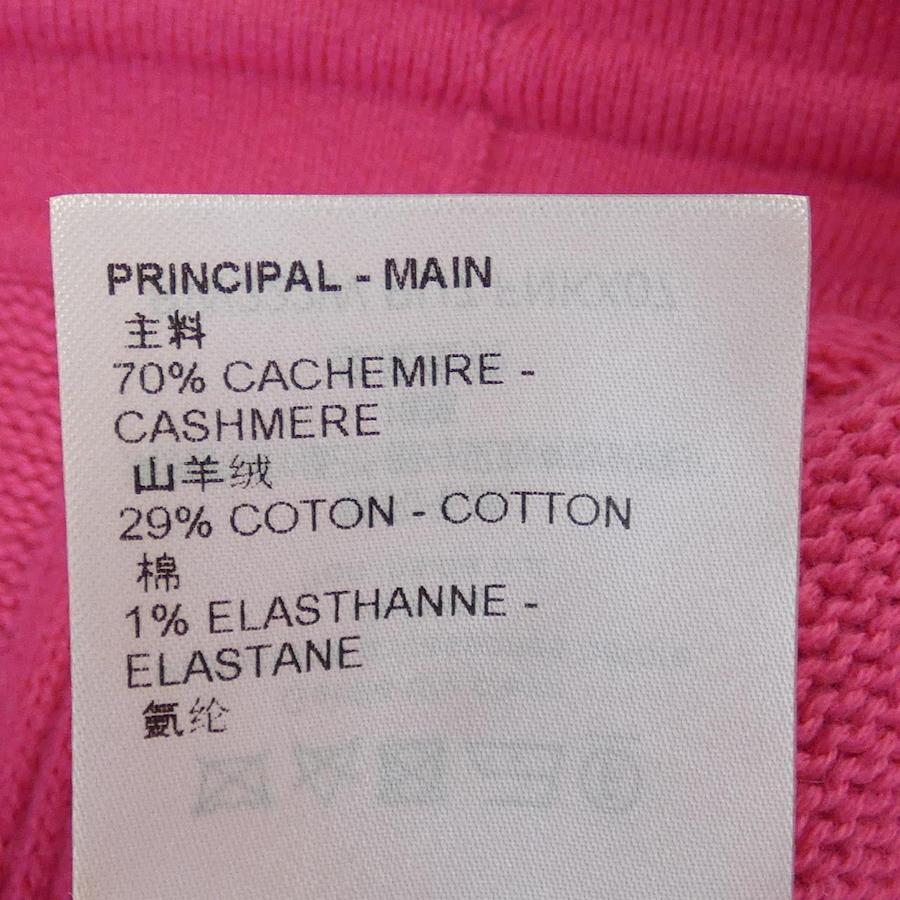 PRINCIPAL - MAIN
主料
70% CACHEMIRE -
CASHMERE
山羊绒
29% COTON - COTTON
棉
1% ELASTHANNE -
ELASTANE
氨纶